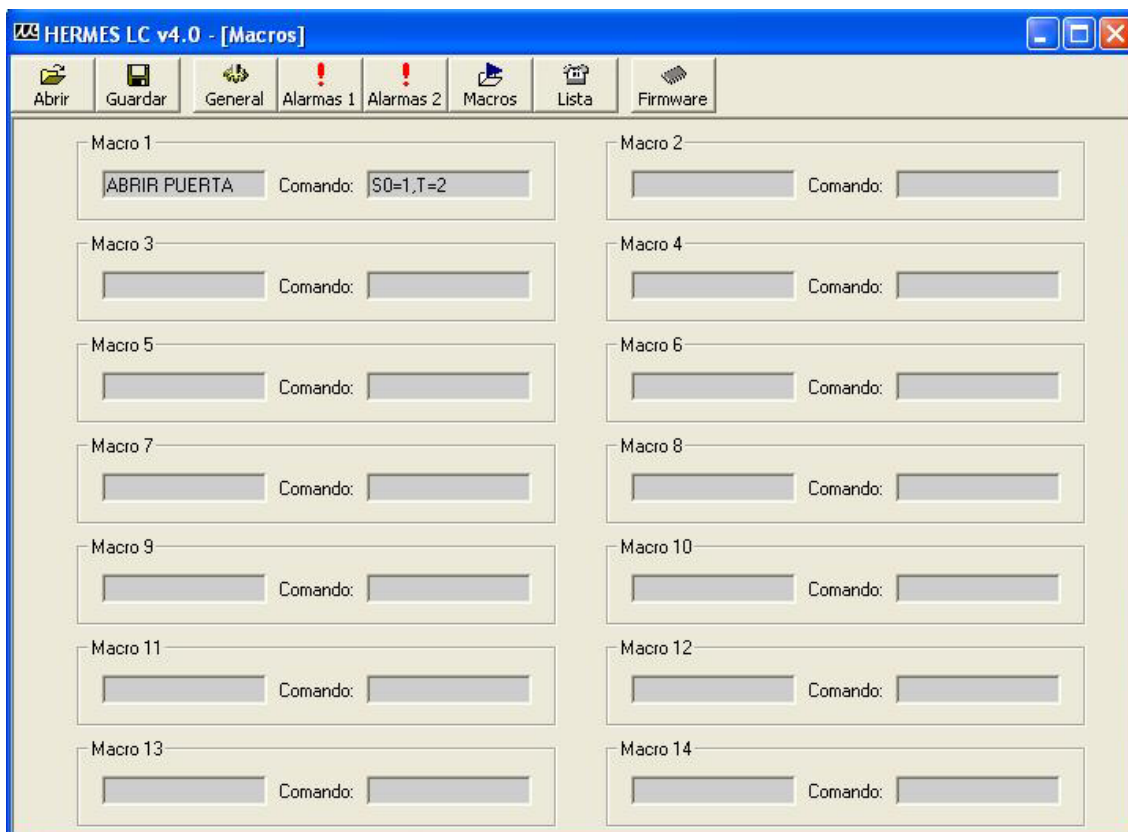 HERMES LC v4.0 - [Macros]
Abrir Guardar General Alarmas 1 Alarmas 2 Macros Lista Firmware
Macro 1 Macro 2
ABRIR PUERTA Comando: S0=1,T=2 Comando:
Macro 3 Macro 4
Comando: Comando:
Macro 5 Macro 6
Comando: Comando:
Macro 7 Macro 8
Comando: Comando:
Macro 9 Macro 10
Comando: Comando:
Macro 11 Macro 12
Comando: Comando:
Macro 13 Macro 14
Comando: Comando: